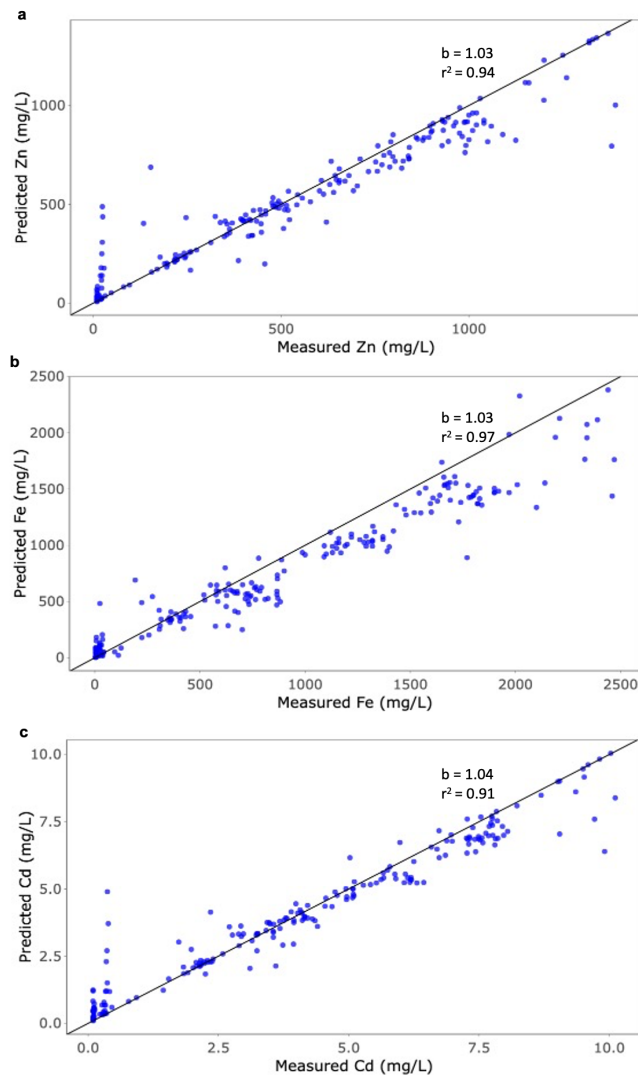 a
b = 1.03
r² = 0.94
1000
500
0
Predicted Zn (mg/L)
0 500 1000
Measured Zn (mg/L)
b
2500
b = 1.03
r² = 0.97
2000
1500
1000
500
0
Predicted Fe (mg/L)
0 500 1000 1500 2000 2500
Measured Fe (mg/L)
c
10.0
b = 1.04
r² = 0.91
7.5
5.0
2.5
0.0
Predicted Cd (mg/L)
0.0 2.5 5.0 7.5 10.0
Measured Cd (mg/L)